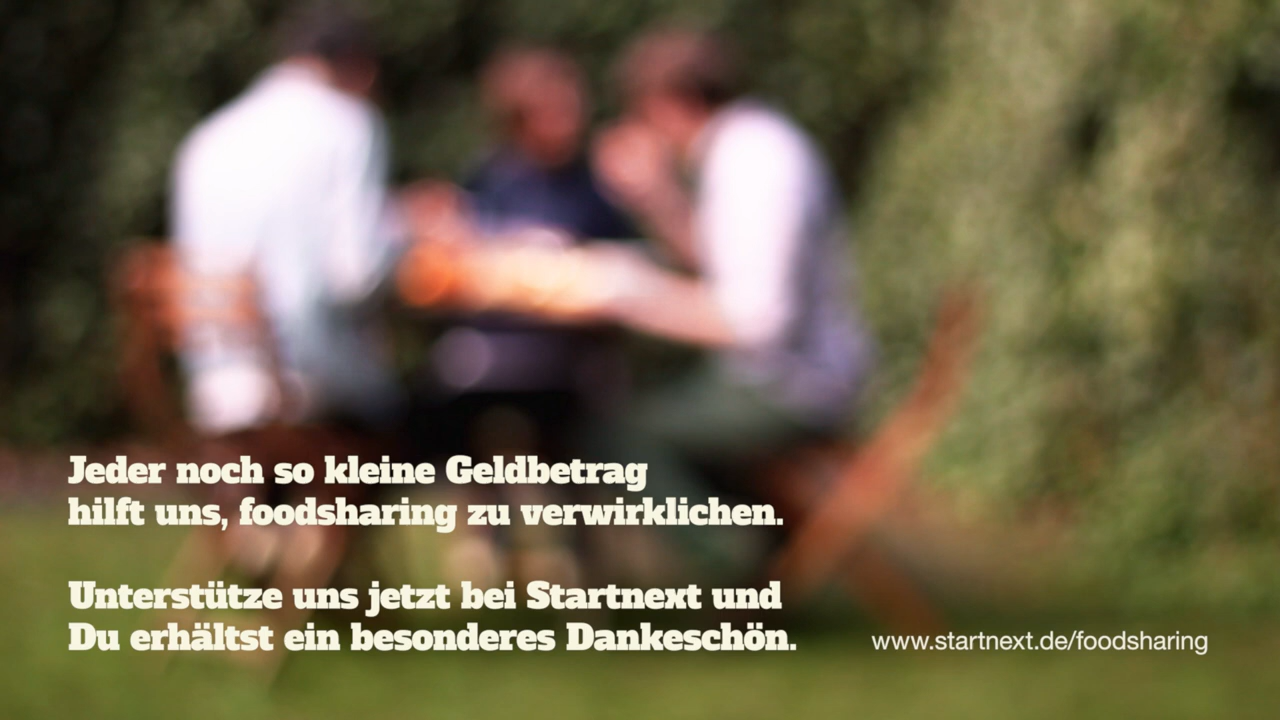 Jeder noch so kleine Geldbetrag
hilft uns, foodsharing zu verwirklichen.
Unterstütze uns jetzt bei Startnext und
Du erhältst ein besonderes Dankeschön.
www.startnext.de/foodsharing